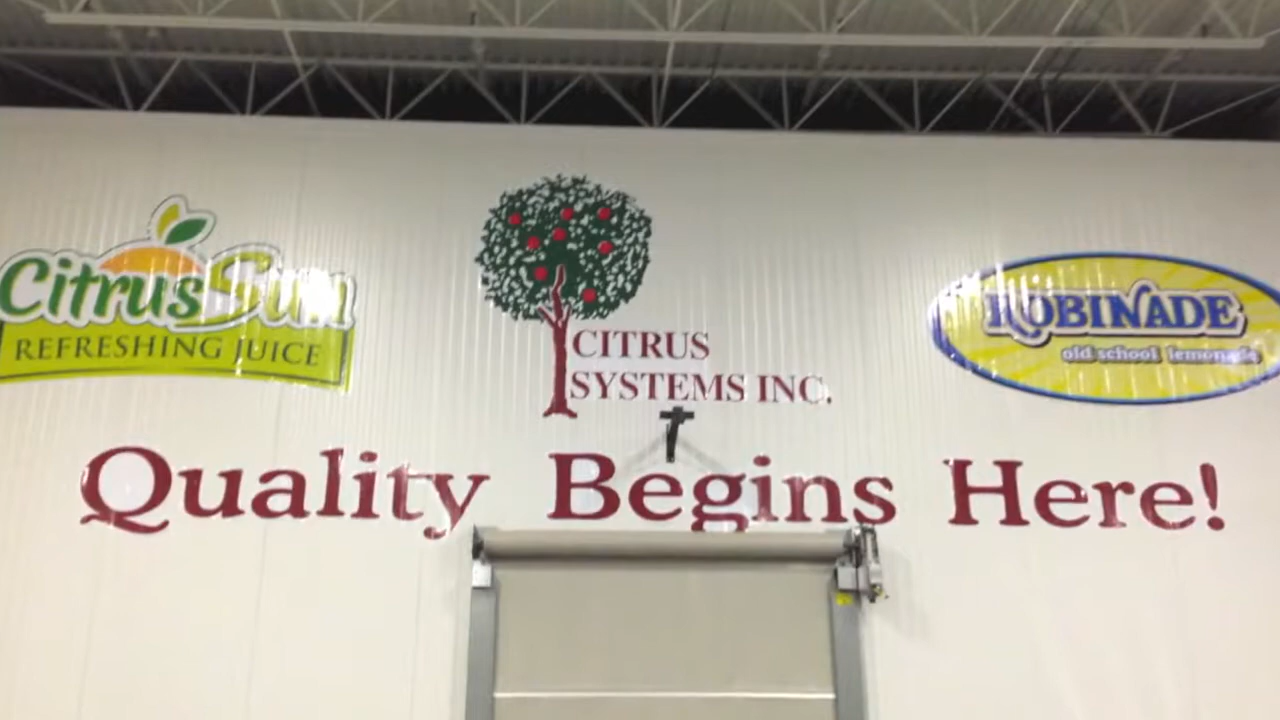 CitrusSun
REFRESHING JUICE
CITRUS
SYSTEMS INC.
ROBINADE
old school lemonade
Quality Begins Here!